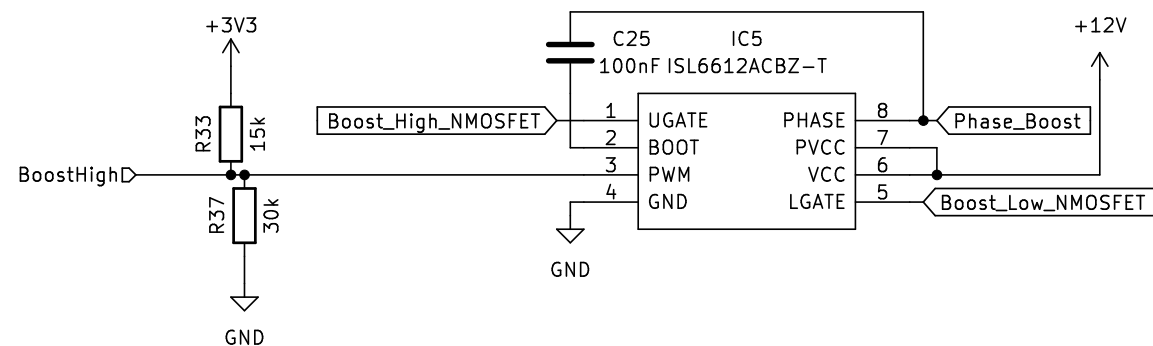 +3V3
C25
IC5
+12V
100nF
ISL6612ACBZ-T
R33
15k
Boost_High_NMOSFET
1
UGATE
PHASE
8
Phase_Boost
2
BOOT
PVCC
7
BoostHigh
3
PWM
VCC
6
4
GND
LGATE
5
Boost_Low_NMOSFET
R37
30k
GND
GND